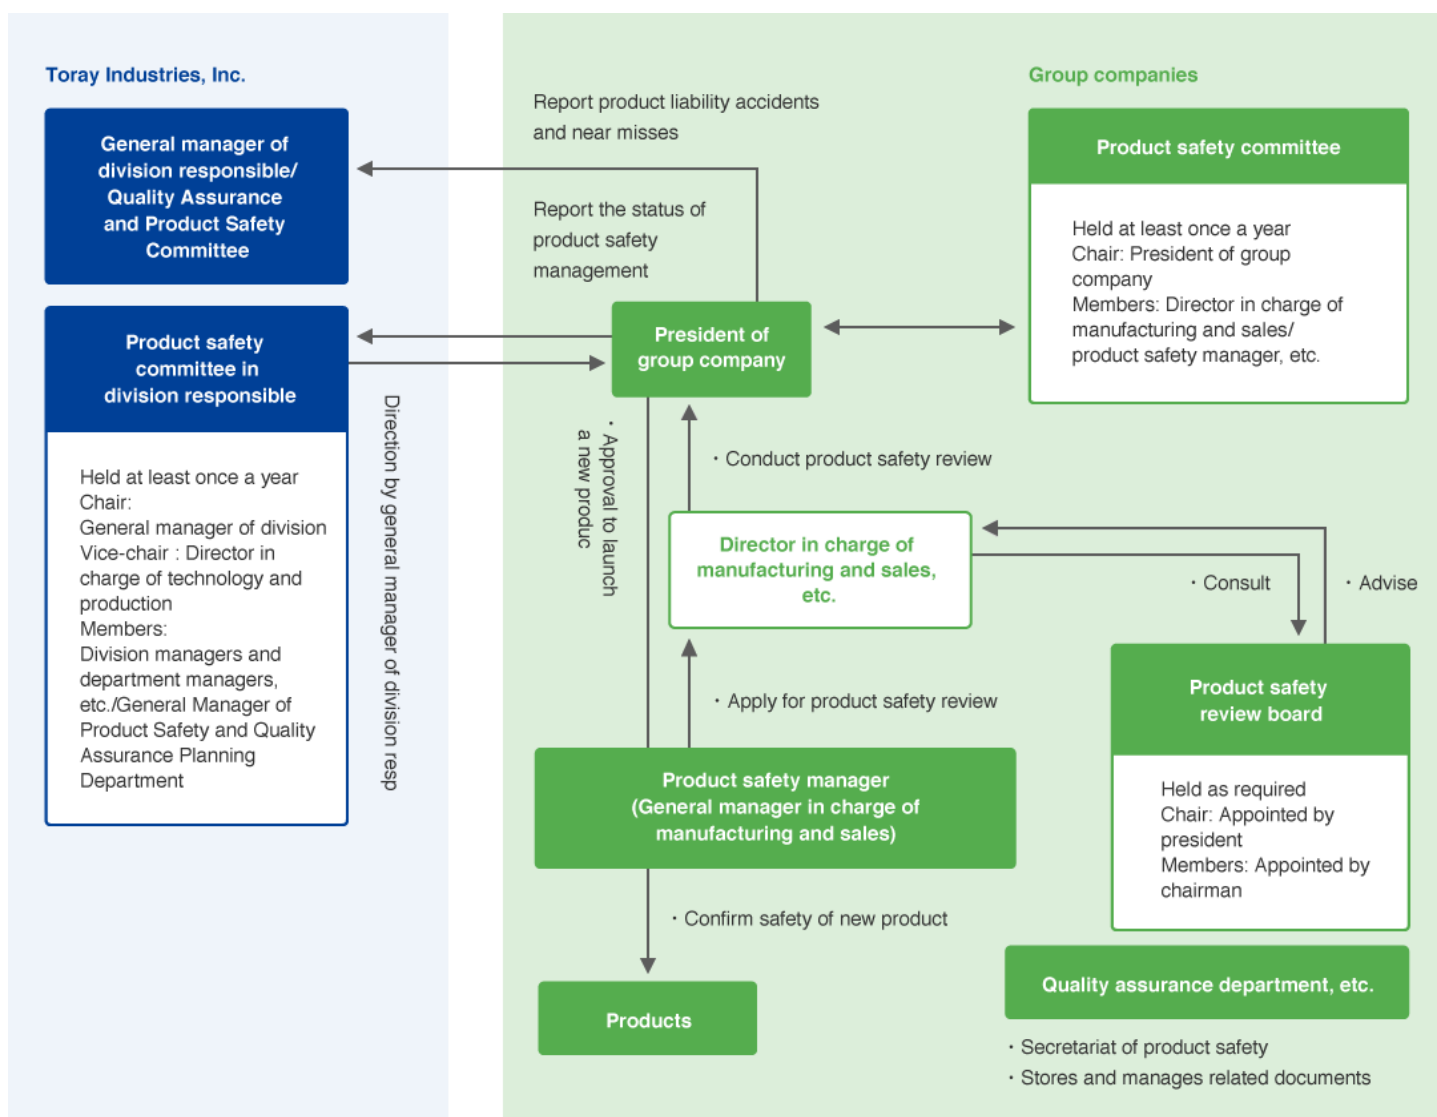 Toray Industries, Inc.
General manager of
division responsible/
Quality Assurance
and Product Safety
Committee
Product safety
committee in
division responsible
Held at least once a year
Chair:
General manager of division
Vice-chair : Director in
charge of technology and
production
Members:
Division managers and
department managers,
etc./General Manager of
Product Safety and Quality
Assurance Planning
Department
Direction by general manager of division resp
Report product liability accidents
and near misses
Report the status of
product safety
management
President of
group company
・Approval to launch
a new produc
・Conduct product safety review
Director in charge of
manufacturing and sales,
etc.
・Apply for product safety review
Product safety manager
(General manager in charge of
manufacturing and sales)
・Confirm safety of new product
Products
Group companies
Product safety committee
Held at least once a year
Chair: President of group
company
Members: Director in charge of
manufacturing and sales/
product safety manager, etc.
・Consult
・Advise
Product safety
review board
Held as required
Chair: Appointed by
president
Members: Appointed by
chairman
Quality assurance department, etc.
・Secretariat of product safety
・Stores and manages related documents